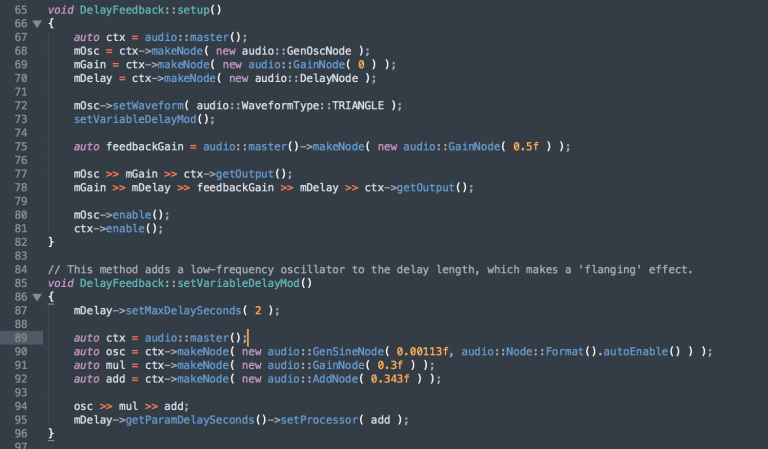 65 void DelayFeedback::setup()
66 {
67 auto ctx = audio::master();
68 mOsc = ctx->makeNode( new audio::GenOscNode );
69 mGain = ctx->makeNode( new audio::GainNode( 0 ) );
70 mDelay = ctx->makeNode( new audio::DelayNode );
71
72 mOsc->setWaveform( audio::WaveformType::TRIANGLE );
73 setVariableDelayMod();
74
75 auto feedbackGain = audio::master()->makeNode( new audio::GainNode( 0.5f ) );
76
77 mOsc >> mGain >> ctx->getOutput();
78 mGain >> mDelay >> feedbackGain >> mDelay >> ctx->getOutput();
79
80 mOsc->enable();
81 ctx->enable();
82 }
83
84 // This method adds a low-frequency oscillator to the delay length, which makes a 'flanging' effect.
85 void DelayFeedback::setVariableDelayMod()
86 {
87 mDelay->setMaxDelaySeconds( 2 );
88
89 auto ctx = audio::master();
90 auto osc = ctx->makeNode( new audio::GenSineNode( 0.00113f, audio::Node::Format().autoEnable() ) );
91 auto mul = ctx->makeNode( new audio::GainNode( 0.3f ) );
92 auto add = ctx->makeNode( new audio::AddNode( 0.343f ) );
93
94 osc >> mul >> add;
95 mDelay->getParamDelaySeconds()->setProcessor( add );
96 }
97